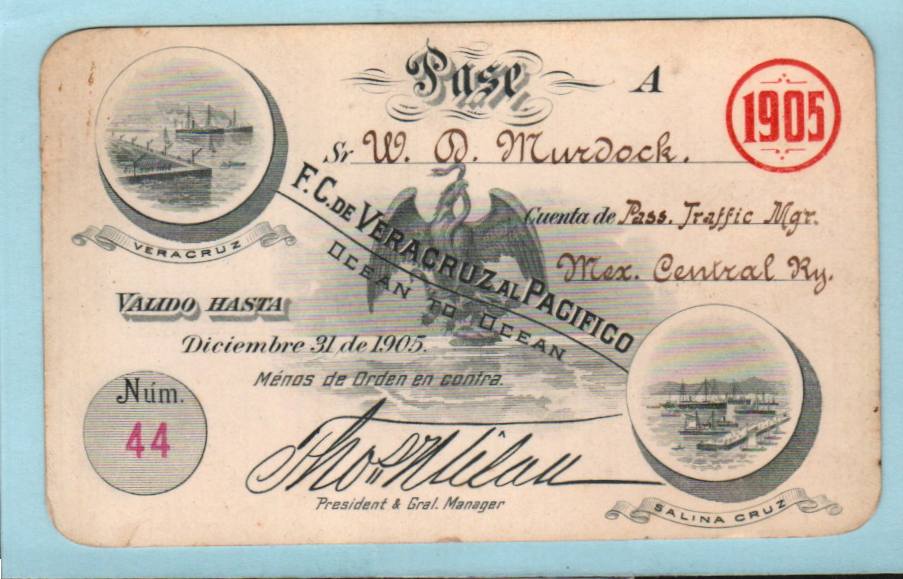 Pase A
1905
Sr W. D. Murdock.
Cuenta de Pass. Traffic Mgr.
Mex. Central Ry.
F.C. DE VERACRUZ AL PACIFICO
OCEAN TO OCEAN
VERACRUZ
VALIDO HASTA
Diciembre 31 de 1905.
Ménos de Orden en contra.
Núm.
44
President & Gral. Manager
SALINA CRUZ